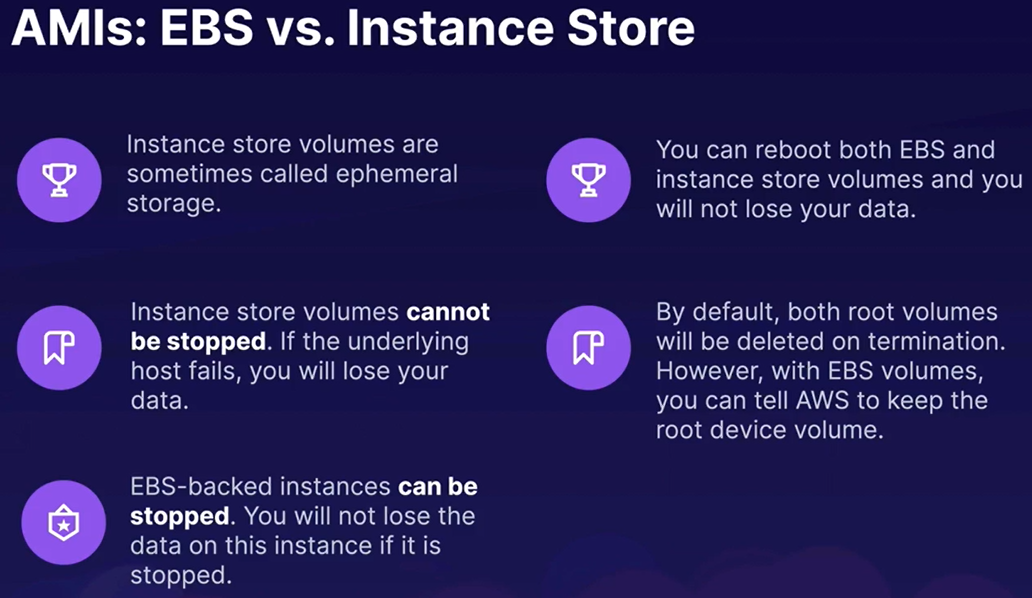 AMIs: EBS vs. Instance Store
Instance store volumes are
sometimes called ephemeral
storage.
Instance store volumes cannot
be stopped. If the underlying
host fails, you will lose your
data.
EBS-backed instances can be
stopped. You will not lose the
data on this instance if it is
stopped.
You can reboot both EBS and
instance store volumes and you
will not lose your data.
By default, both root volumes
will be deleted on termination.
However, with EBS volumes,
you can tell AWS to keep the
root device volume.